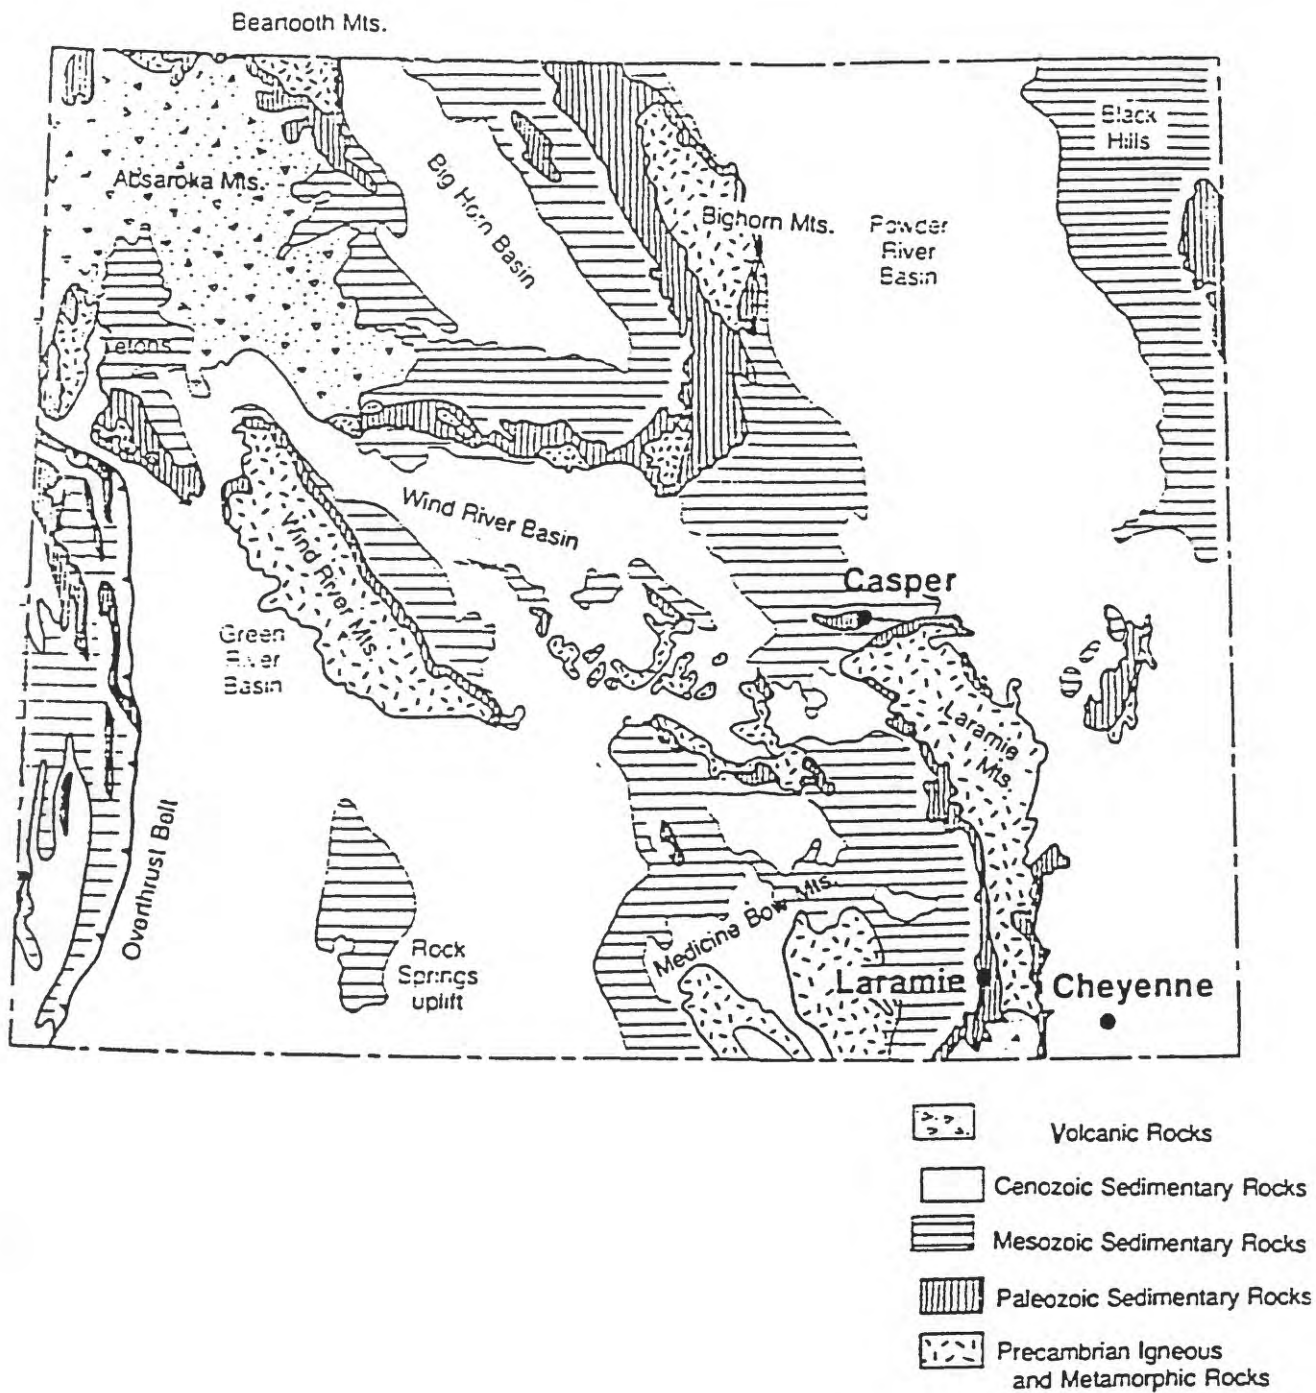 Beartooth Mts.
Black
Hills
Absaroka Mts.
Big Horn Basin
Bighorn Mts.
Powder
River
Basin
Tetons
Wind River Basin
Wind River Mts.
Casper
Green
River
Basin
Laramie
Mts.
Overthrust Belt
Medicine Bow Mts.
Rock
Springs
uplift
Laramie
Cheyenne
Volcanic Rocks
Cenozoic Sedimentary Rocks
Mesozoic Sedimentary Rocks
Paleozoic Sedimentary Rocks
Precambrian Igneous
and Metamorphic Rocks